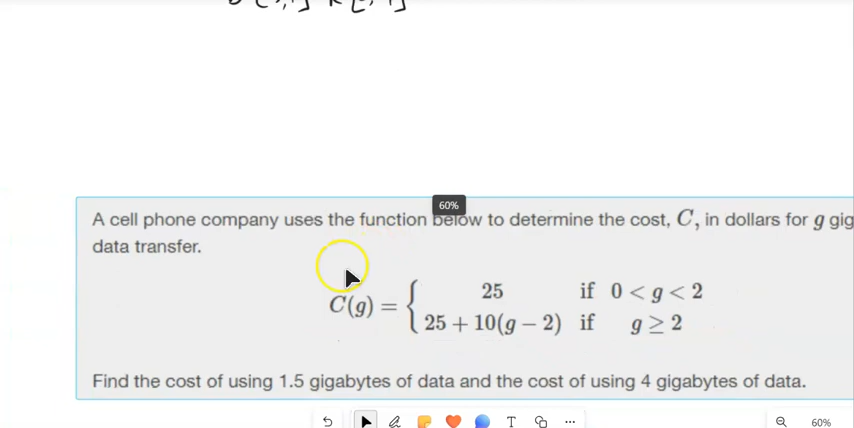 60%
A cell phone company uses the function below to determine the cost, C, in dollars for g gig
data transfer.
C(g) = { 25 if 0 < g < 2
25 + 10(g − 2) if g ≥ 2
Find the cost of using 1.5 gigabytes of data and the cost of using 4 gigabytes of data.
T
60%